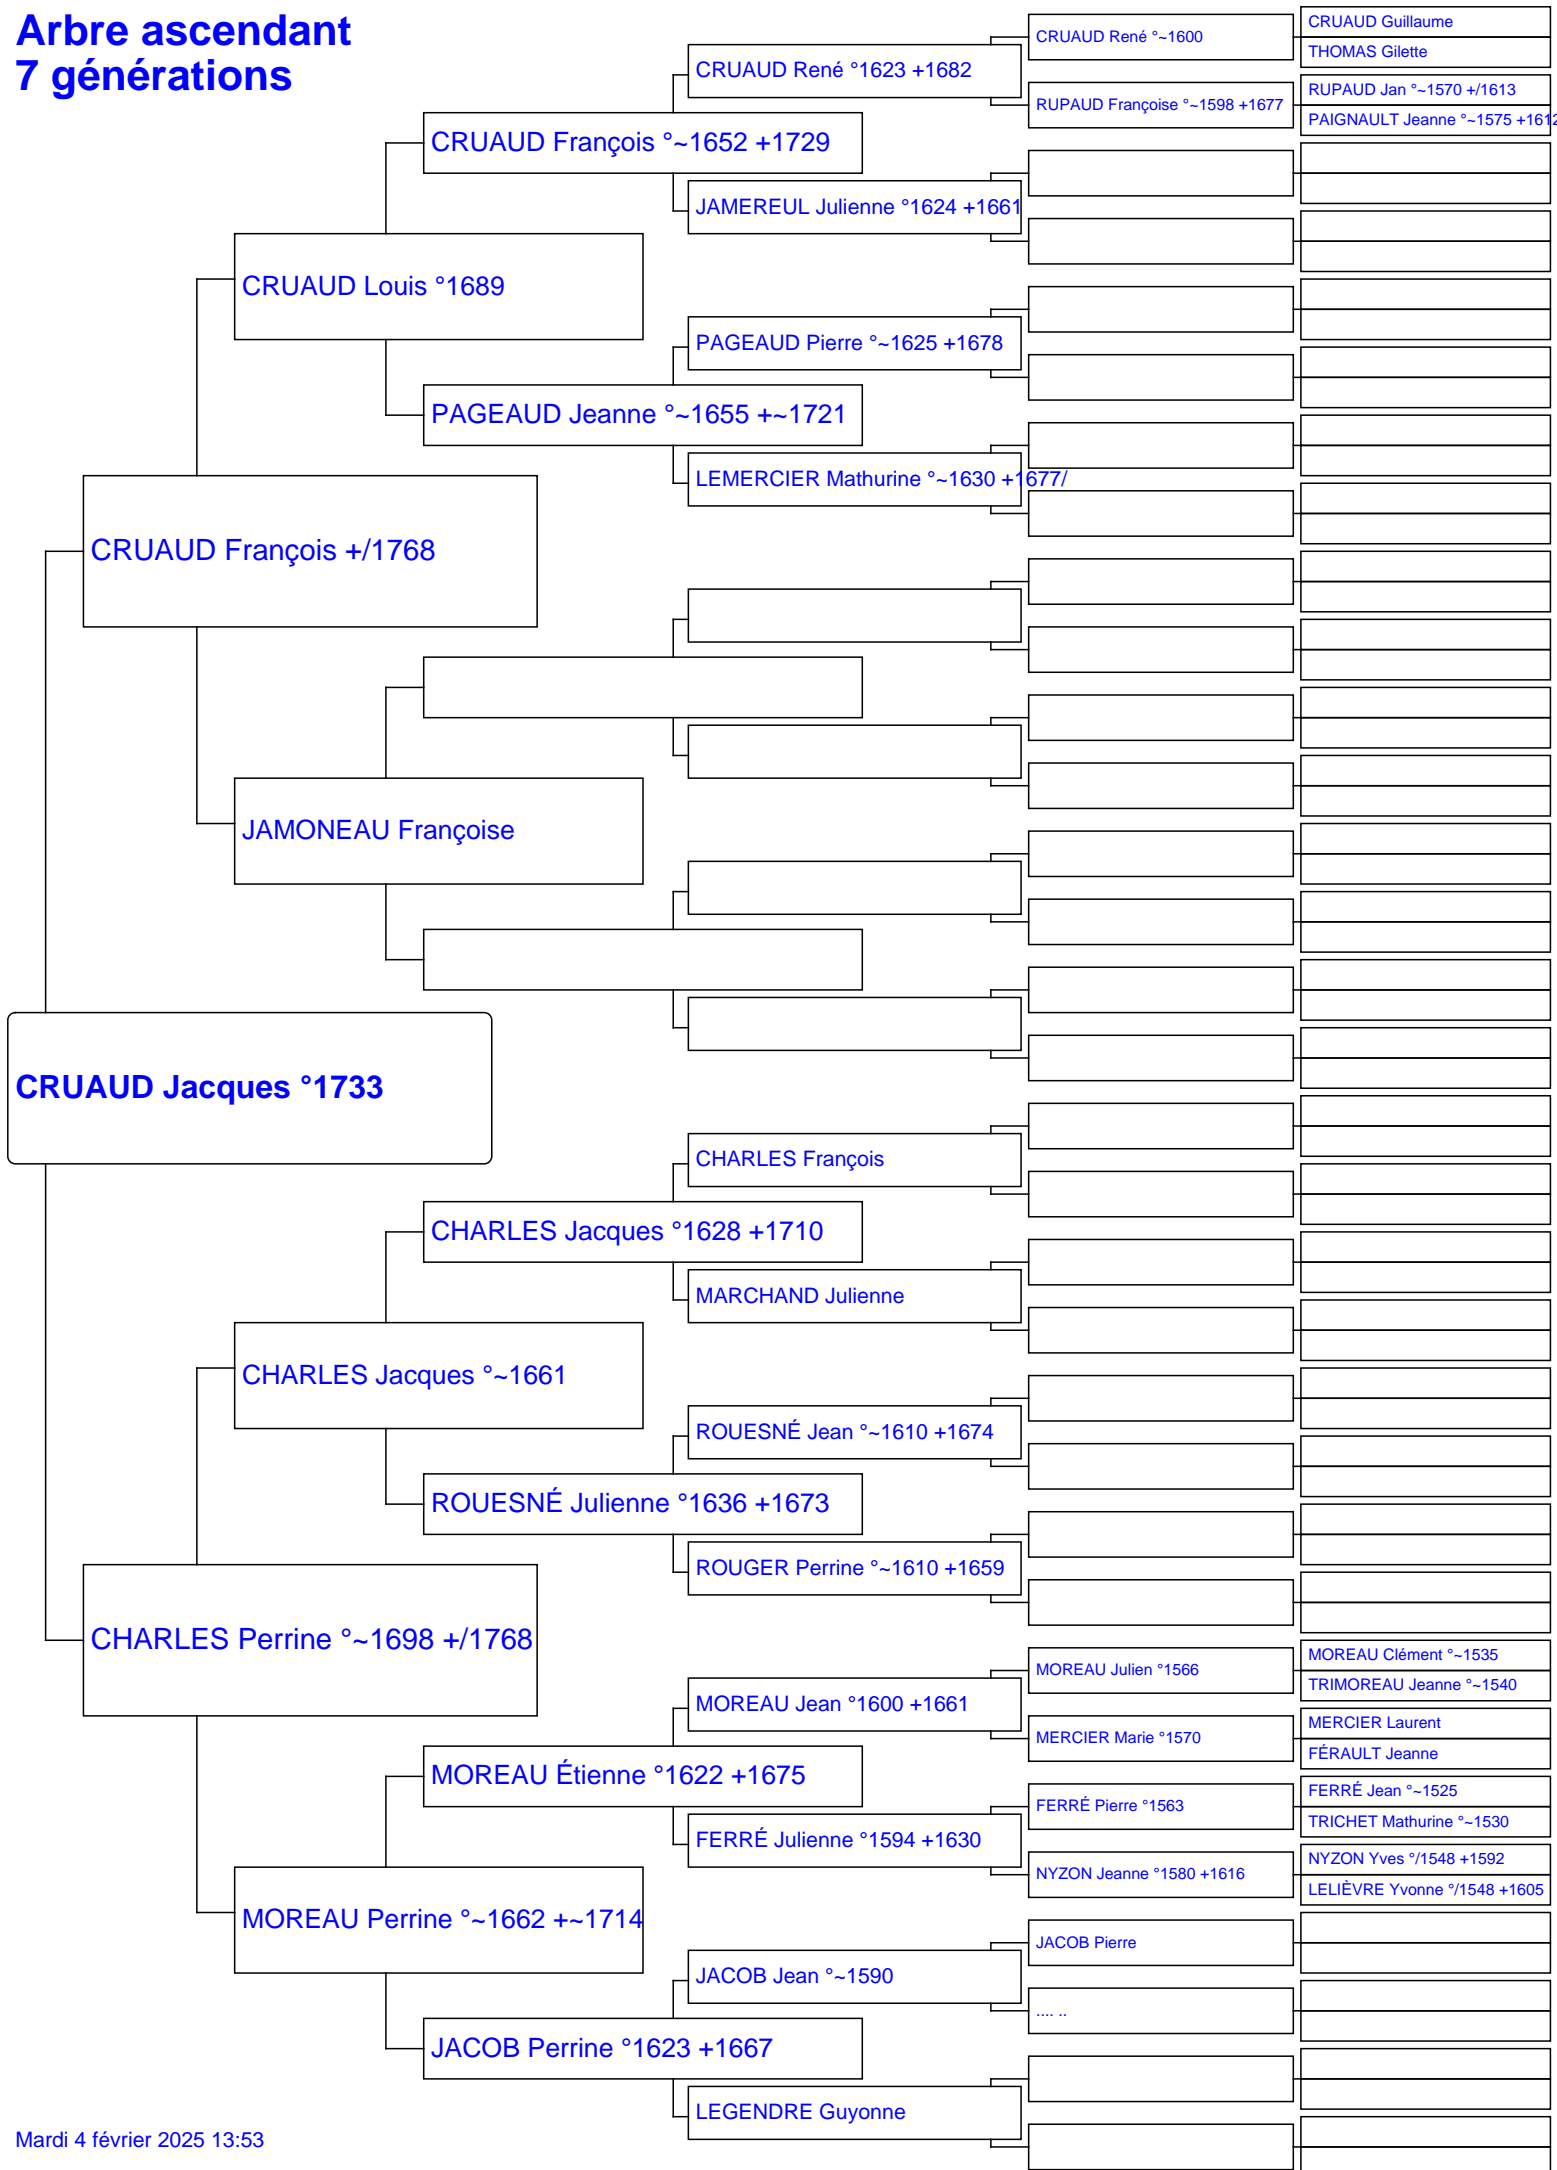 Arbre ascendant
7 générations
CRUAUD Guillaume
CRUAUD René °~1600
THOMAS Gilette
CRUAUD René °1623 +1682
RUPAUD Jan °~1570 +/1613
RUPAUD Françoise °~1598 +1677
PAIGNAULT Jeanne °~1575 +1612
CRUAUD François °~1652 +1729
JAMEREUL Julienne °1624 +1661
CRUAUD Louis °1689
PAGEAUD Pierre °~1625 +1678
PAGEAUD Jeanne °~1655 +~1721
LEMERCIER Mathurine °~1630 +1677/
CRUAUD François +/1768
JAMONEAU Françoise
CRUAUD Jacques °1733
CHARLES François
CHARLES Jacques °1628 +1710
MARCHAND Julienne
CHARLES Jacques °~1661
ROUESNÉ Jean °~1610 +1674
ROUESNÉ Julienne °1636 +1673
ROUGER Perrine °~1610 +1659
CHARLES Perrine °~1698 +/1768
MOREAU Clément °~1535
MOREAU Julien °1566
TRIMOREAU Jeanne °~1540
MOREAU Jean °1600 +1661
MERCIER Laurent
MERCIER Marie °1570
FÉRAULT Jeanne
MOREAU Étienne °1622 +1675
FERRÉ Jean °~1525
FERRÉ Pierre °1563
TRICHET Mathurine °~1530
FERRÉ Julienne °1594 +1630
NYZON Yves °/1548 +1592
NYZON Jeanne °1580 +1616
LELIÈVRE Yvonne °/1548 +1605
MOREAU Perrine °~1662 +~1714
JACOB Pierre
JACOB Jean °~1590
.... ..
JACOB Perrine °1623 +1667
LEGENDRE Guyonne
Mardi 4 février 2025 13:53